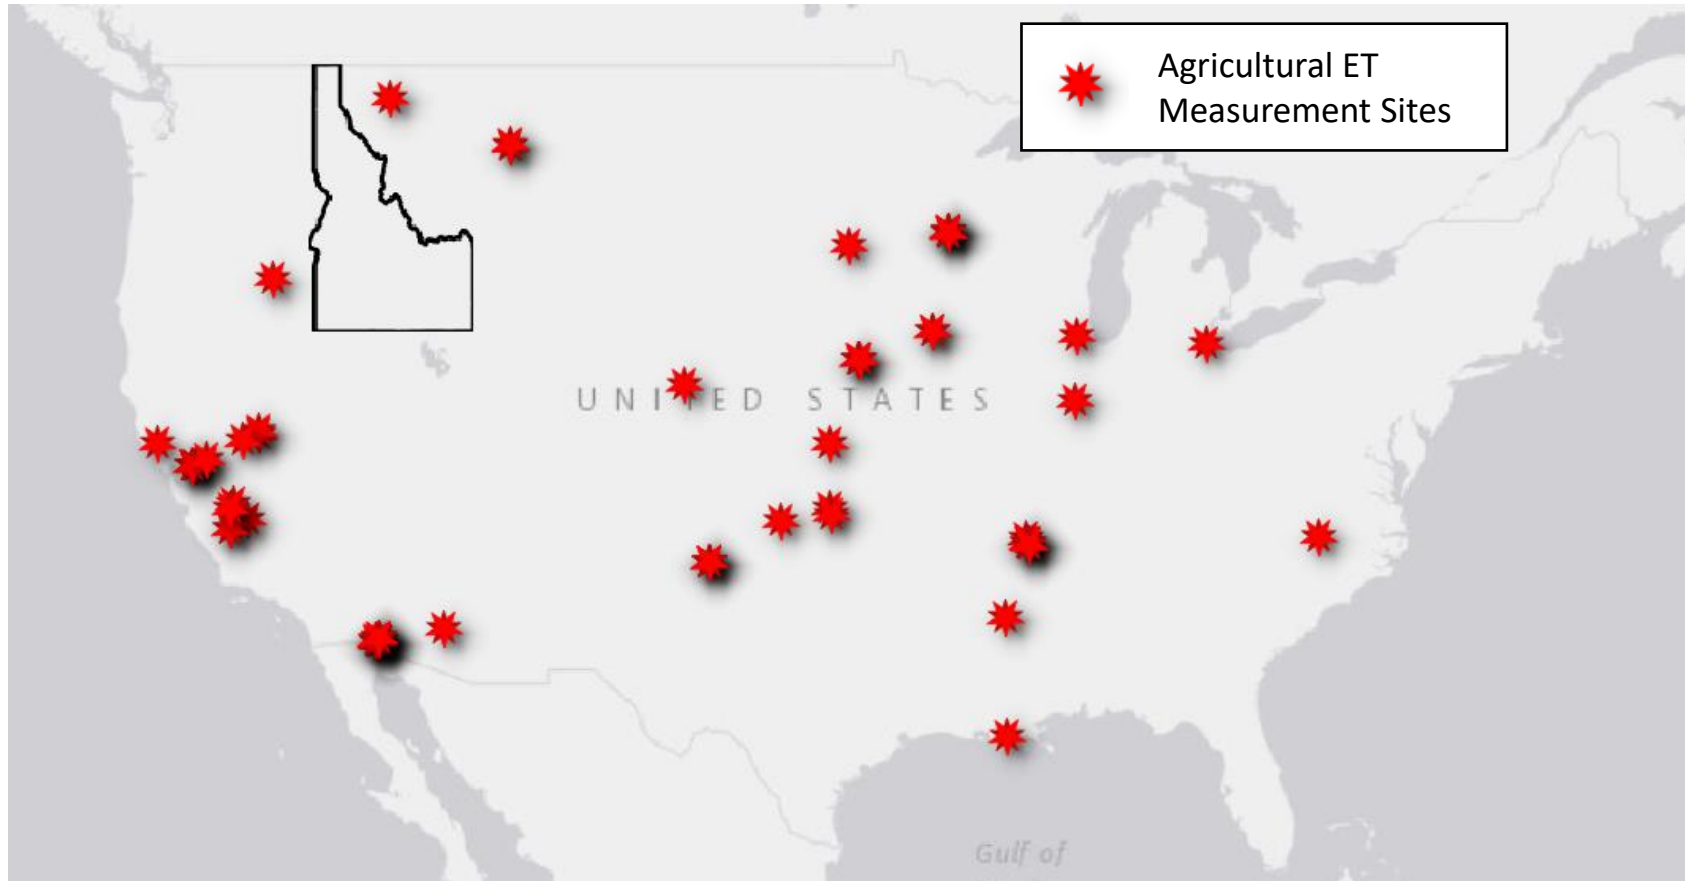 Agricultural ET
Measurement Sites
UNITED STATES
Gulf of